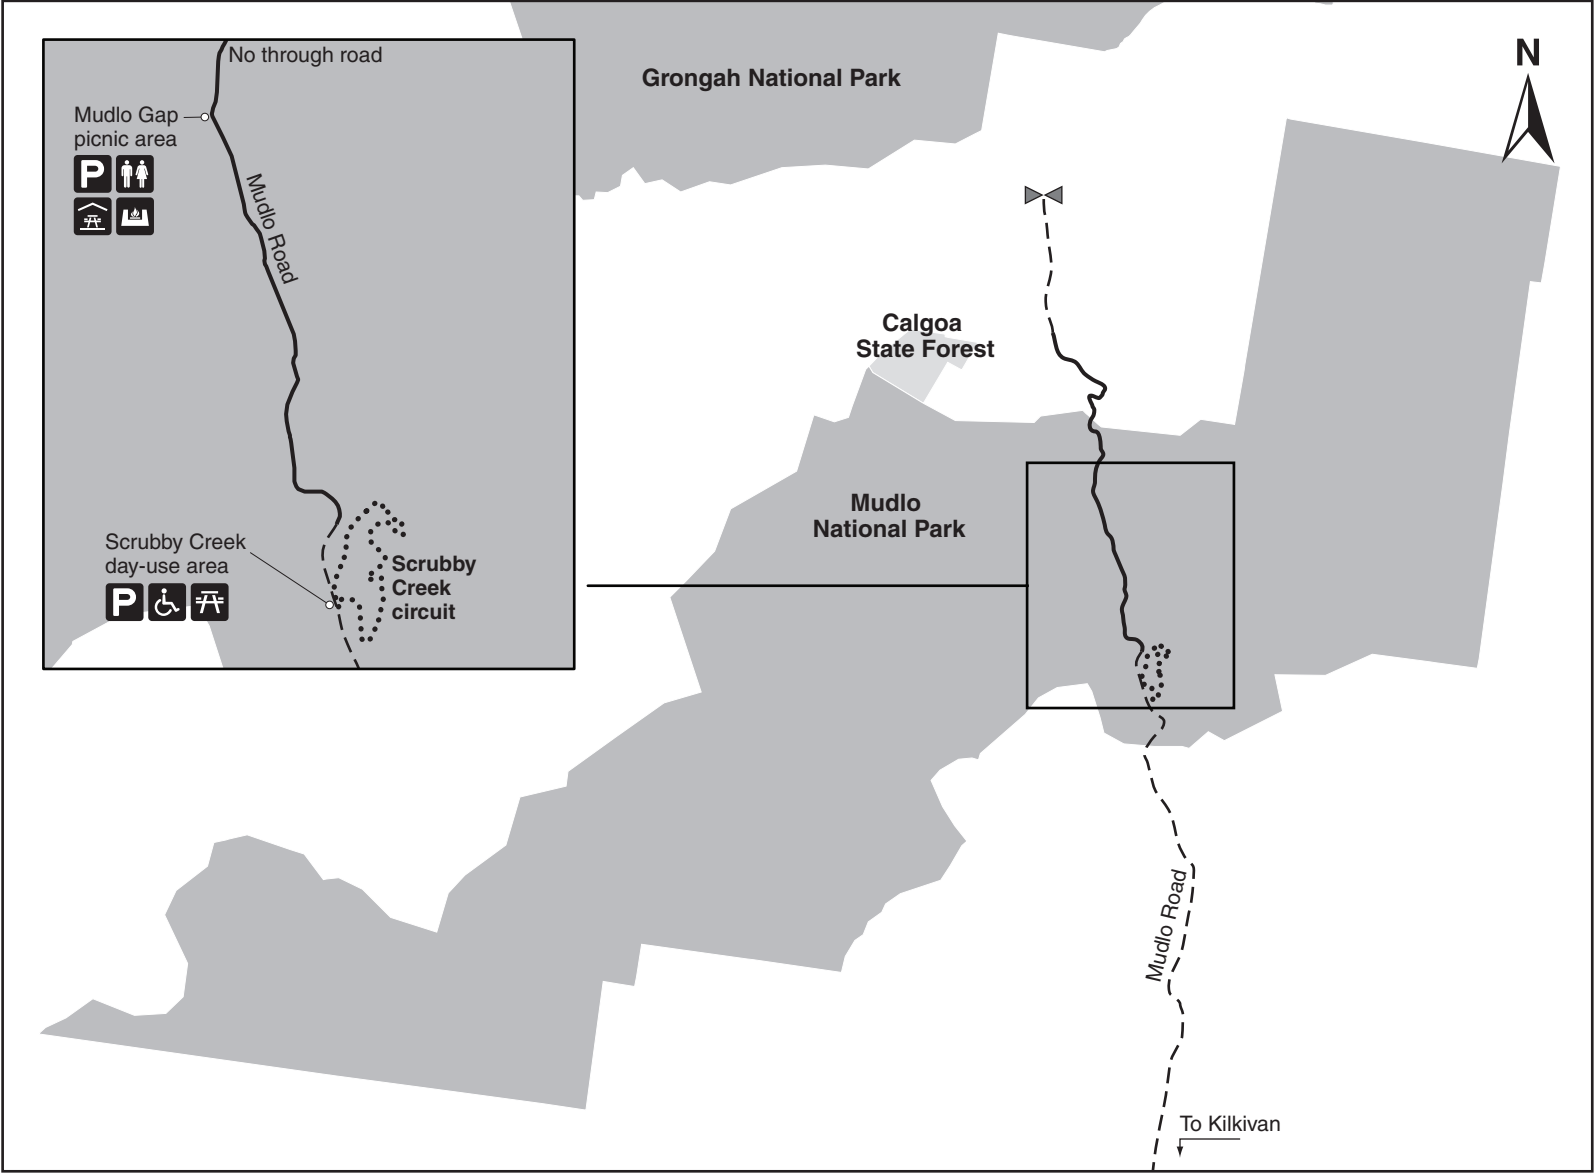 No through road
Mudlo Gap
picnic area
P
Mudlo Road
Scrubby Creek
day-use area
P
Scrubby
Creek
circuit
Grongah National Park
N
Calgoa
State Forest
Mudlo
National Park
Mudlo Road
To Kilkivan